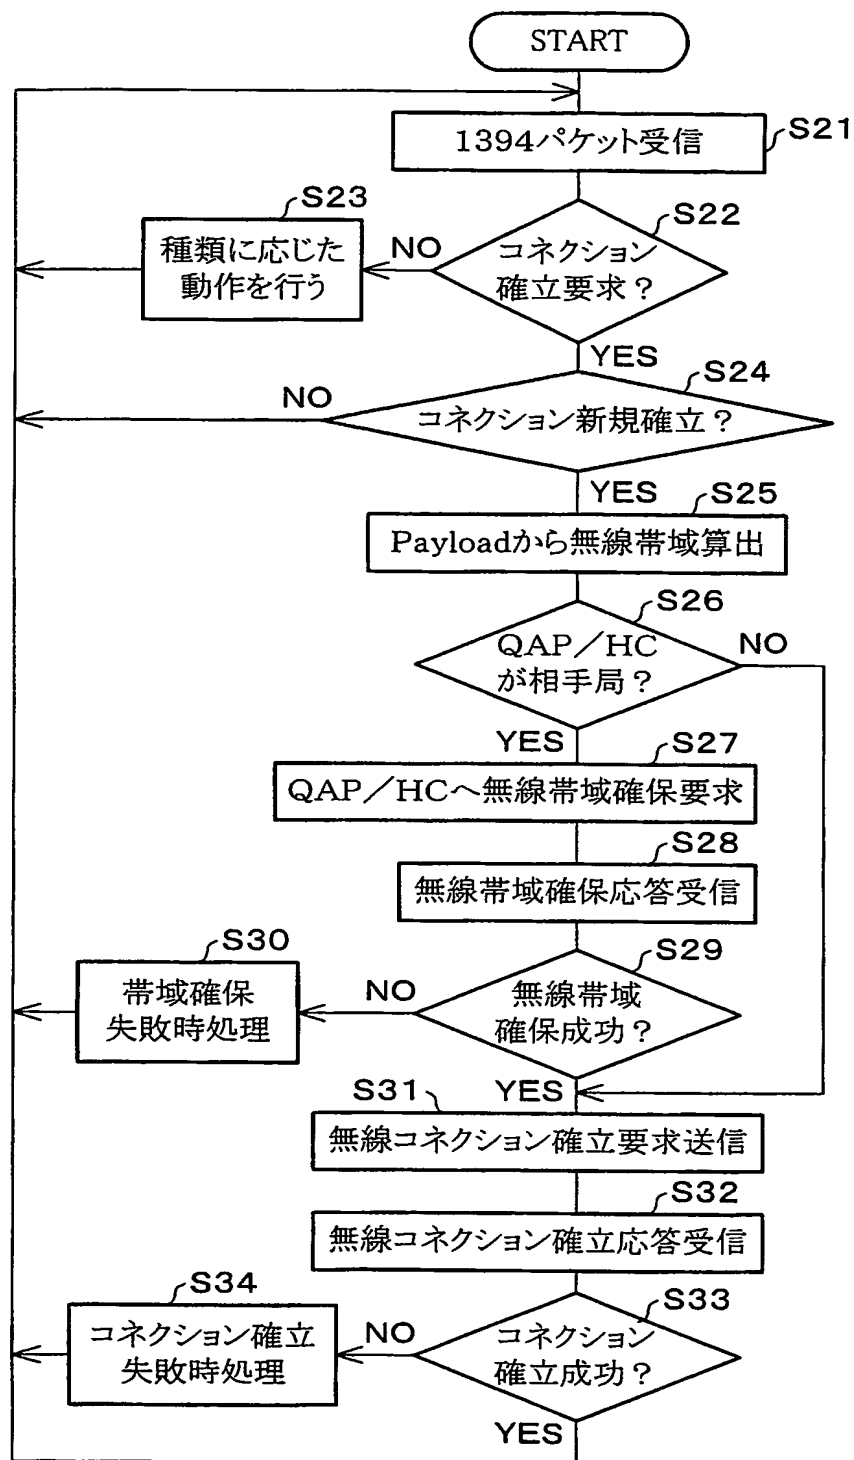 START
1394パケット受信
S21
S22
コネクション
確立要求？
NO
S23
種類に応じた
動作を行う
YES
S24
コネクション新規確立？
NO
YES
S25
Payloadから無線帯域算出
S26
QAP／HC
が相手局？
NO
YES
S27
QAP／HCへ無線帯域確保要求
S28
無線帯域確保応答受信
S29
無線帯域
確保成功？
NO
S30
帯域確保
失敗時処理
YES
S31
無線コネクション確立要求送信
S32
無線コネクション確立応答受信
S33
コネクション
確立成功？
NO
S34
コネクション確立
失敗時処理
YES